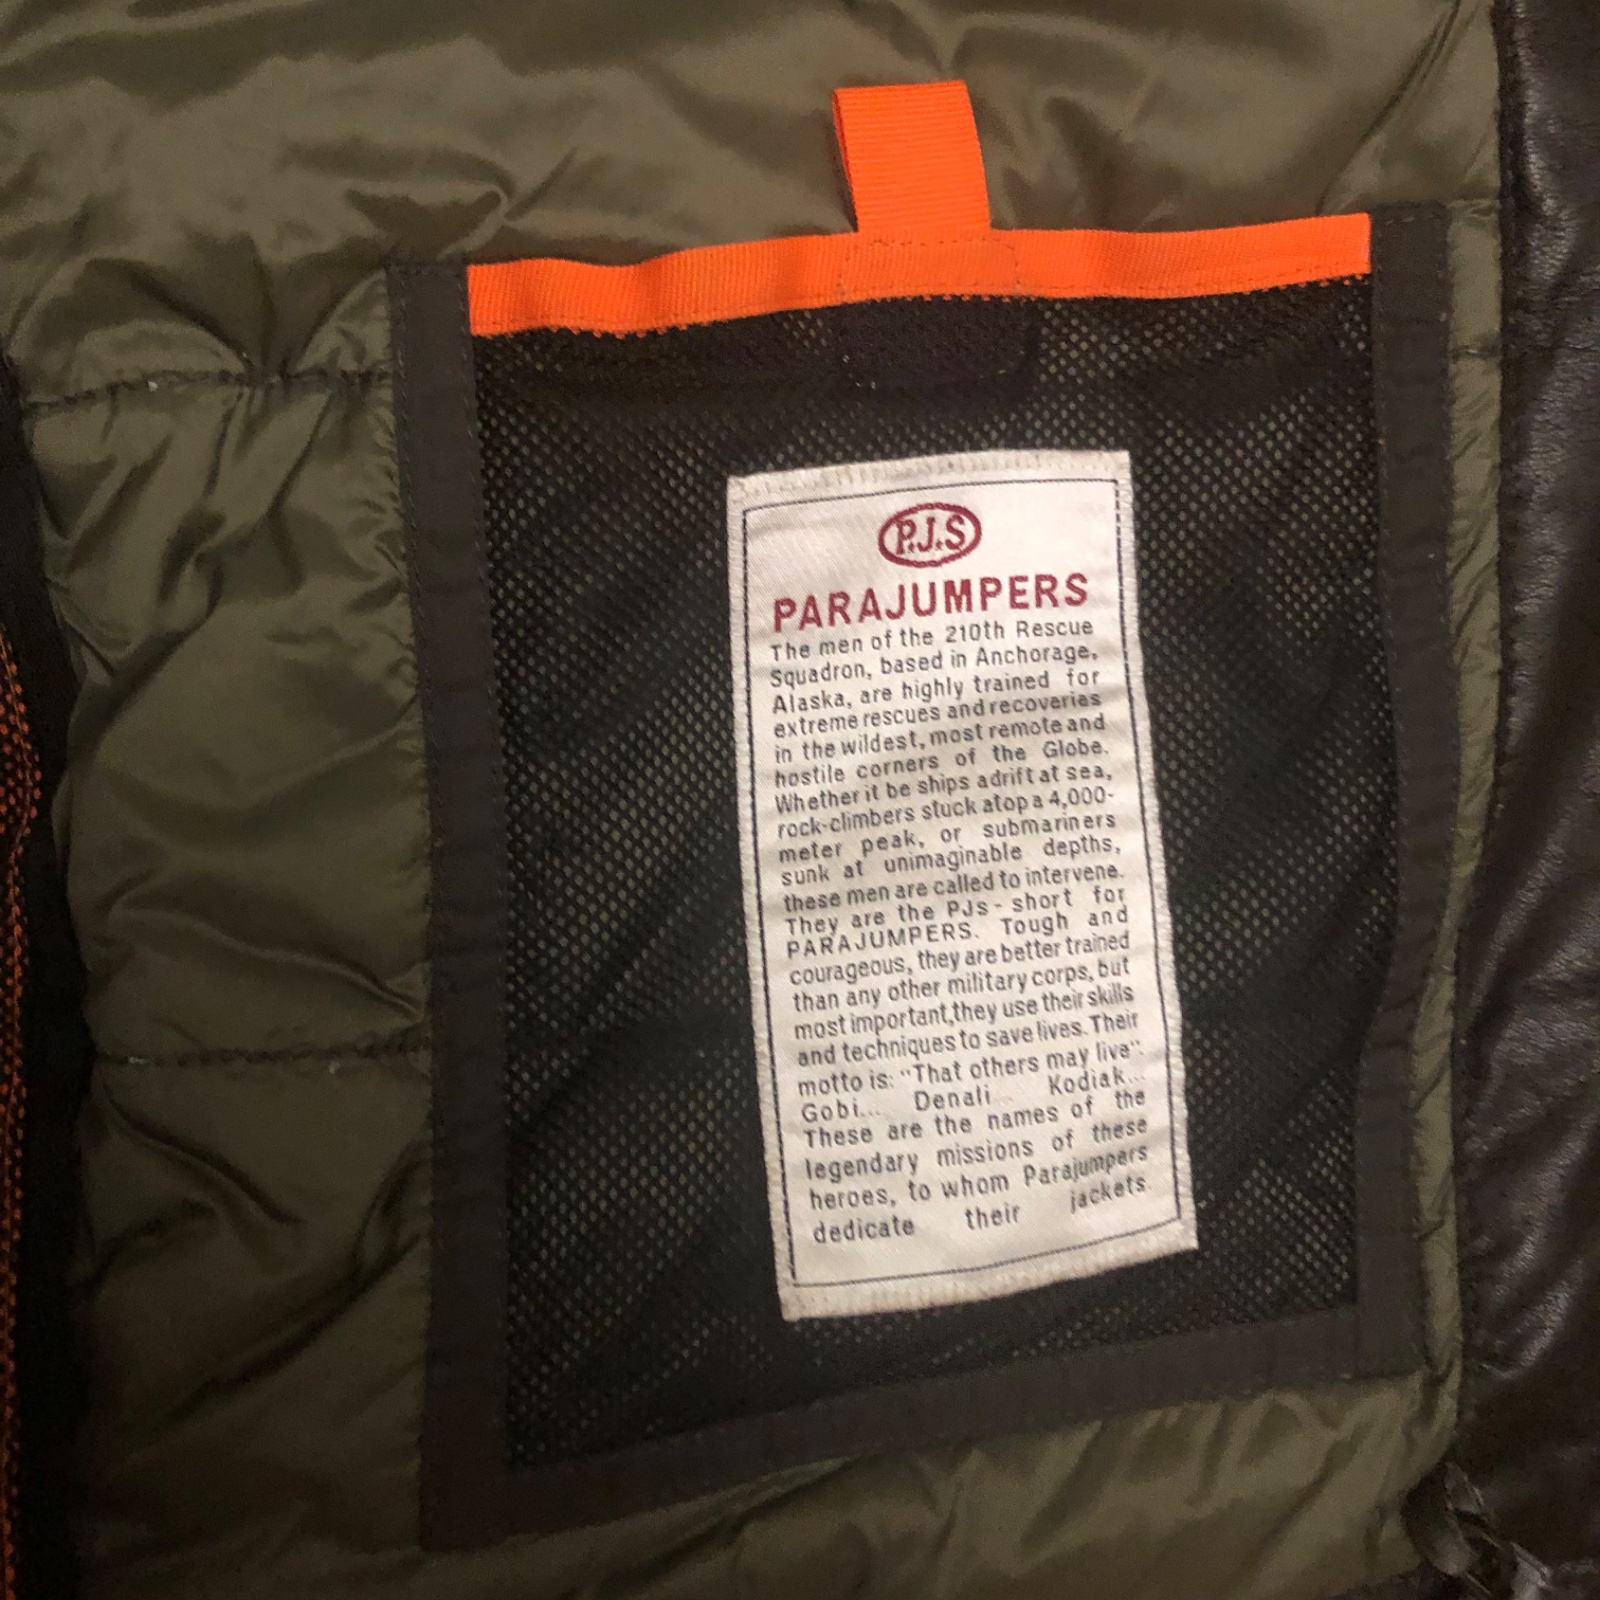 P.J.S
PARAJUMPERS
The men of the 210th Rescue
Squadron, based in Anchorage,
Alaska, are highly trained for
extreme rescues and recoveries
in the wildest, most remote and
hostile corners of the Globe.
Whether it be ships adrift at sea,
rock-climbers stuck atop a 4,000-
meter peak, or submariners
sunk at unimaginable depths,
these men are called to intervene.
They are the PJs - short for
PARAJUMPERS. Tough and
courageous, they are better trained
than any other military corps, but
most important,they use their skills
and techniques to save lives. Their
motto is: "That others may live".
Gobi... Denali... Kodiak...
These are the names of the
legendary missions of these
heroes, to whom Parajumpers
dedicate their jackets.